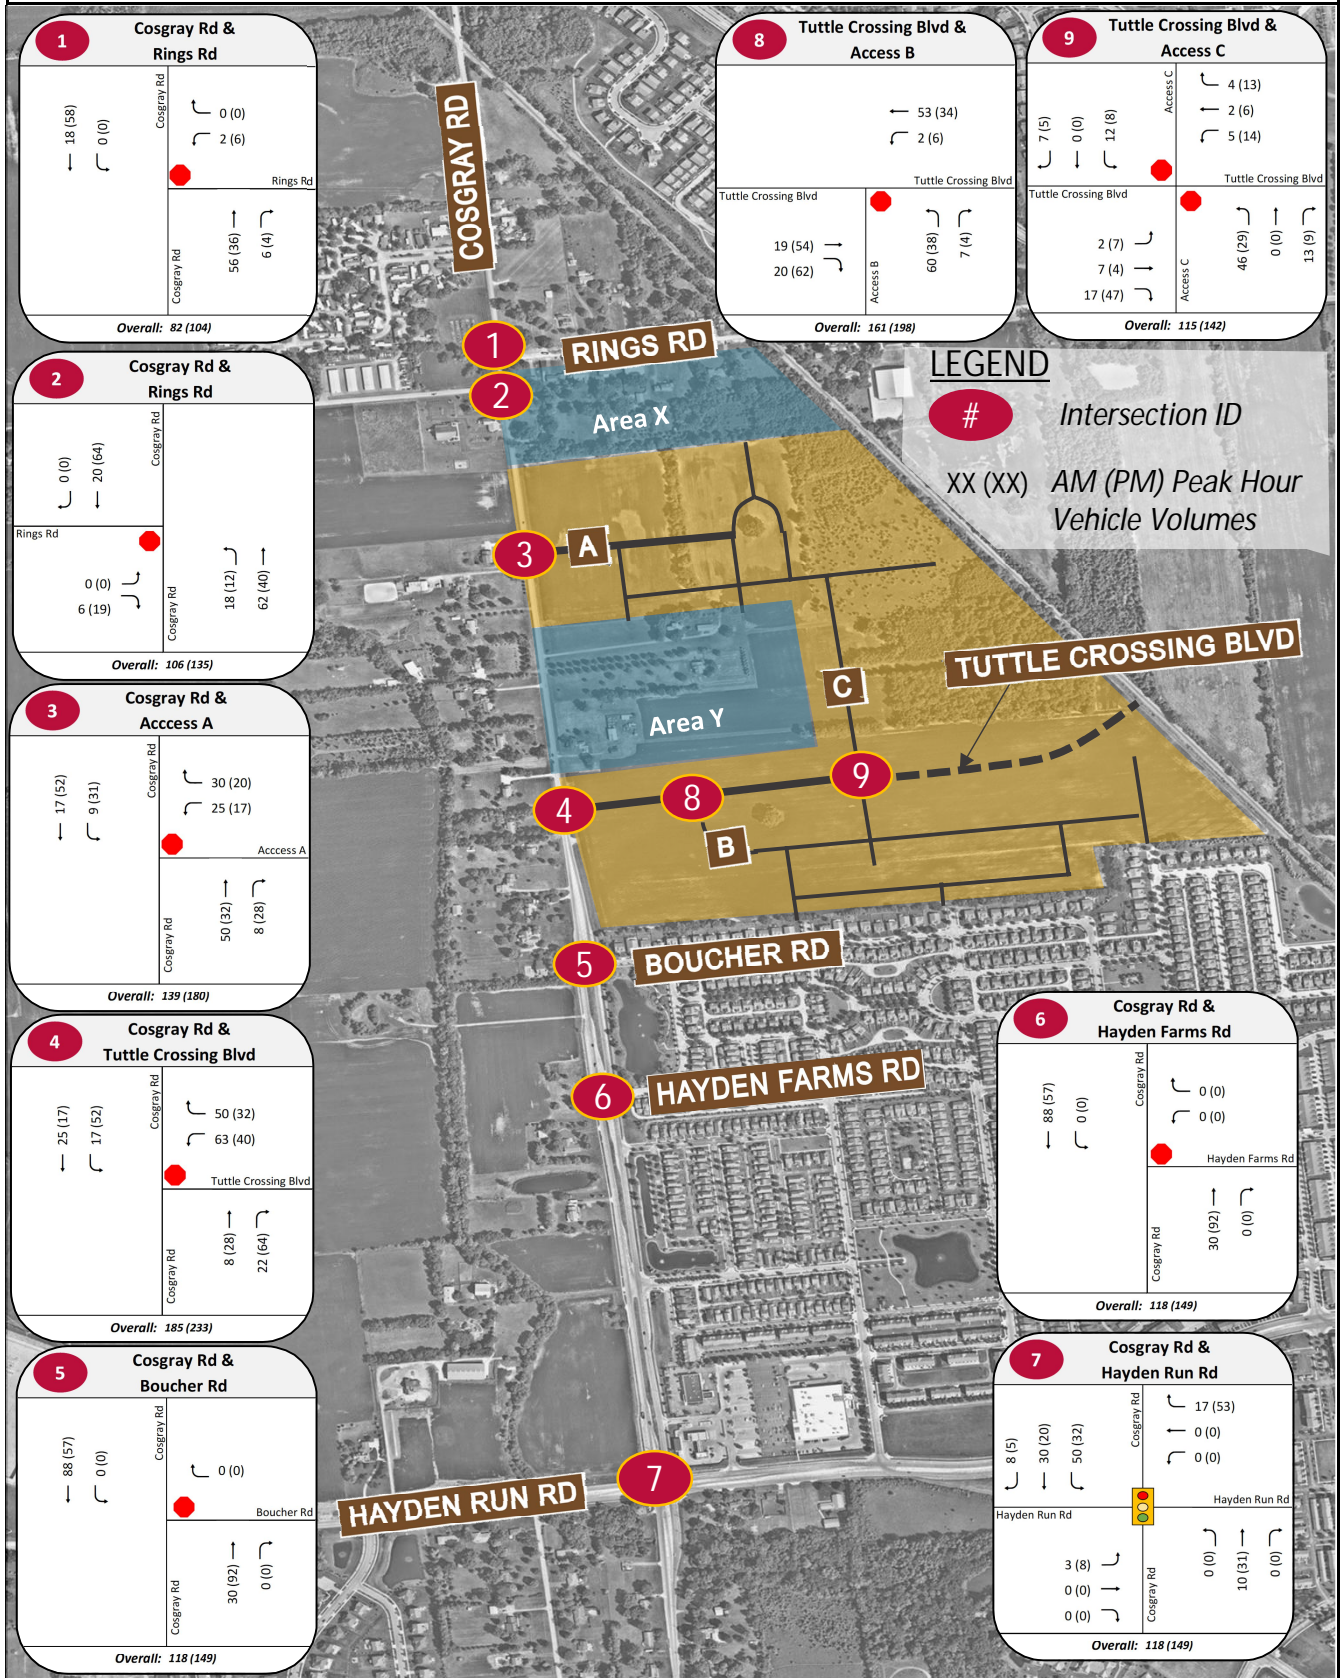 1
Cosgray Rd &
Rings Rd
Cosgray Rd
18 (58)
0 (0)
0 (0)
2 (6)
Rings Rd
Cosgray Rd
56 (36)
6 (4)
Overall: 82 (104)
2
Cosgray Rd &
Rings Rd
Cosgray Rd
0 (0)
20 (64)
Rings Rd
0 (0)
6 (19)
Cosgray Rd
18 (12)
62 (40)
Overall: 106 (135)
3
Cosgray Rd &
Acccess A
Cosgray Rd
17 (52)
9 (31)
30 (20)
25 (17)
Acccess A
Cosgray Rd
50 (32)
8 (28)
Overall: 139 (180)
4
Cosgray Rd &
Tuttle Crossing Blvd
Cosgray Rd
25 (17)
17 (52)
50 (32)
63 (40)
Tuttle Crossing Blvd
Cosgray Rd
8 (28)
22 (64)
Overall: 185 (233)
5
Cosgray Rd &
Boucher Rd
Cosgray Rd
88 (57)
0 (0)
0 (0)
Boucher Rd
Cosgray Rd
30 (92)
0 (0)
Overall: 118 (149)
8
Tuttle Crossing Blvd &
Access B
53 (34)
2 (6)
Tuttle Crossing Blvd
Tuttle Crossing Blvd
19 (54)
20 (62)
Access B
60 (38)
7 (4)
Overall: 161 (198)
9
Tuttle Crossing Blvd &
Access C
Access C
7 (5)
0 (0)
12 (8)
4 (13)
2 (6)
5 (14)
Tuttle Crossing Blvd
Tuttle Crossing Blvd
2 (7)
7 (4)
17 (47)
Access C
46 (29)
0 (0)
13 (9)
Overall: 115 (142)
LEGEND
# Intersection ID
XX (XX) AM (PM) Peak Hour
Vehicle Volumes
COSGRAY RD
1
RINGS RD
2
Area X
3
A
C
TUTTLE CROSSING BLVD
Area Y
9
8
4
B
5
BOUCHER RD
6
HAYDEN FARMS RD
7
HAYDEN RUN RD
6
Cosgray Rd &
Hayden Farms Rd
Cosgray Rd
88 (57)
0 (0)
0 (0)
0 (0)
Hayden Farms Rd
Cosgray Rd
30 (92)
0 (0)
Overall: 118 (149)
7
Cosgray Rd &
Hayden Run Rd
Cosgray Rd
8 (5)
30 (20)
50 (32)
17 (53)
0 (0)
0 (0)
Hayden Run Rd
Hayden Run Rd
3 (8)
0 (0)
0 (0)
Cosgray Rd
0 (0)
10 (31)
0 (0)
Overall: 118 (149)